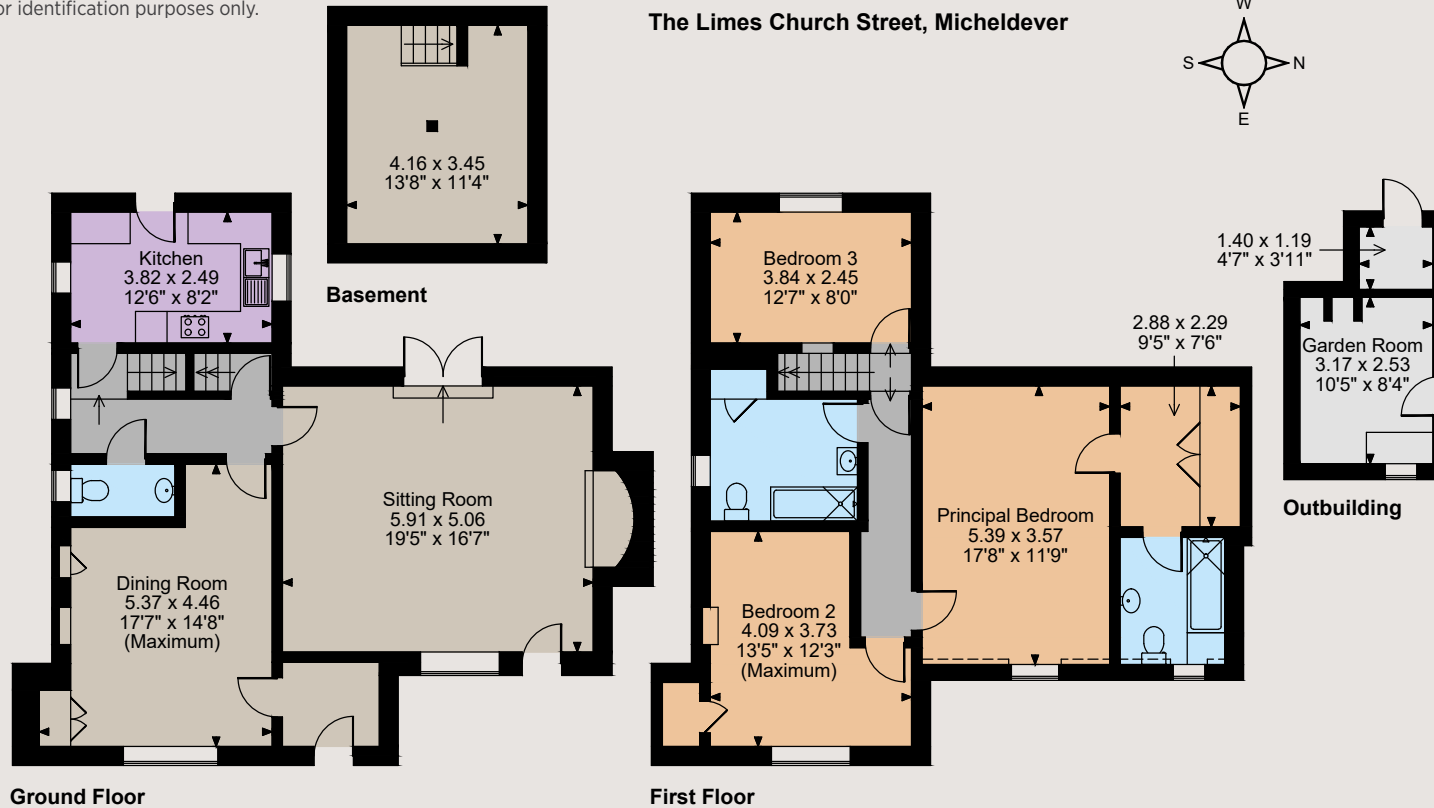 or identification purposes only.
The Limes Church Street, Micheldever
W
S
N
E
4.16 x 3.45
13'8" x 11'4"
Basement
Kitchen
3.82 x 2.49
12'6" x 8'2"
Sitting Room
5.91 x 5.06
19'5" x 16'7"
Dining Room
5.37 x 4.46
17'7" x 14'8"
(Maximum)
Ground Floor
Bedroom 3
3.84 x 2.45
12'7" x 8'0"
2.88 x 2.29
9'5" x 7'6"
Principal Bedroom
5.39 x 3.57
17'8" x 11'9"
Bedroom 2
4.09 x 3.73
13'5" x 12'3"
(Maximum)
First Floor
1.40 x 1.19
4'7" x 3'11"
Garden Room
3.17 x 2.53
10'5" x 8'4"
Outbuilding